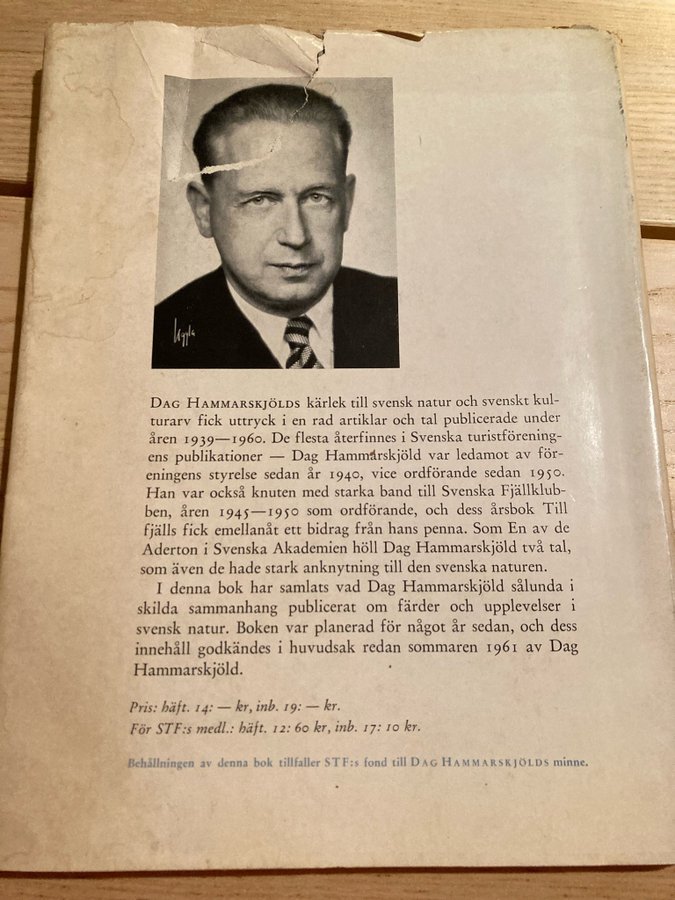 DAG HAMMARSKJÖLDS kärlek till svensk natur och svenskt kul-
turarv fick uttryck i en rad artiklar och tal publicerade under
åren 1939—1960. De flesta återfinnes i Svenska turistförening-
ens publikationer — Dag Hammarskjöld var ledamot av för-
eningens styrelse sedan år 1940, vice ordförande sedan 1950.
Han var också knuten med starka band till Svenska Fjällklub-
ben, åren 1945—1950 som ordförande, och dess årsbok Till
fjälls fick emellanåt ett bidrag från hans penna. Som En av de
Aderton i Svenska Akademien höll Dag Hammarskjöld två tal,
som även de hade stark anknytning till den svenska naturen.
I denna bok har samlats vad Dag Hammarskjöld sålunda i
skilda sammanhang publicerat om färder och upplevelser i
svensk natur. Boken var planerad för något år sedan, och dess
innehåll godkändes i huvudsak redan sommaren 1961 av Dag
Hammarskjöld.
Pris: häft. 14: — kr, inb. 19: — kr.
För STF:s medl.: häft. 12: 60 kr, inb. 17: 10 kr.
Behållningen av denna bok tillfaller STF:s fond till DAG HAMMARSKJÖLDS minne.